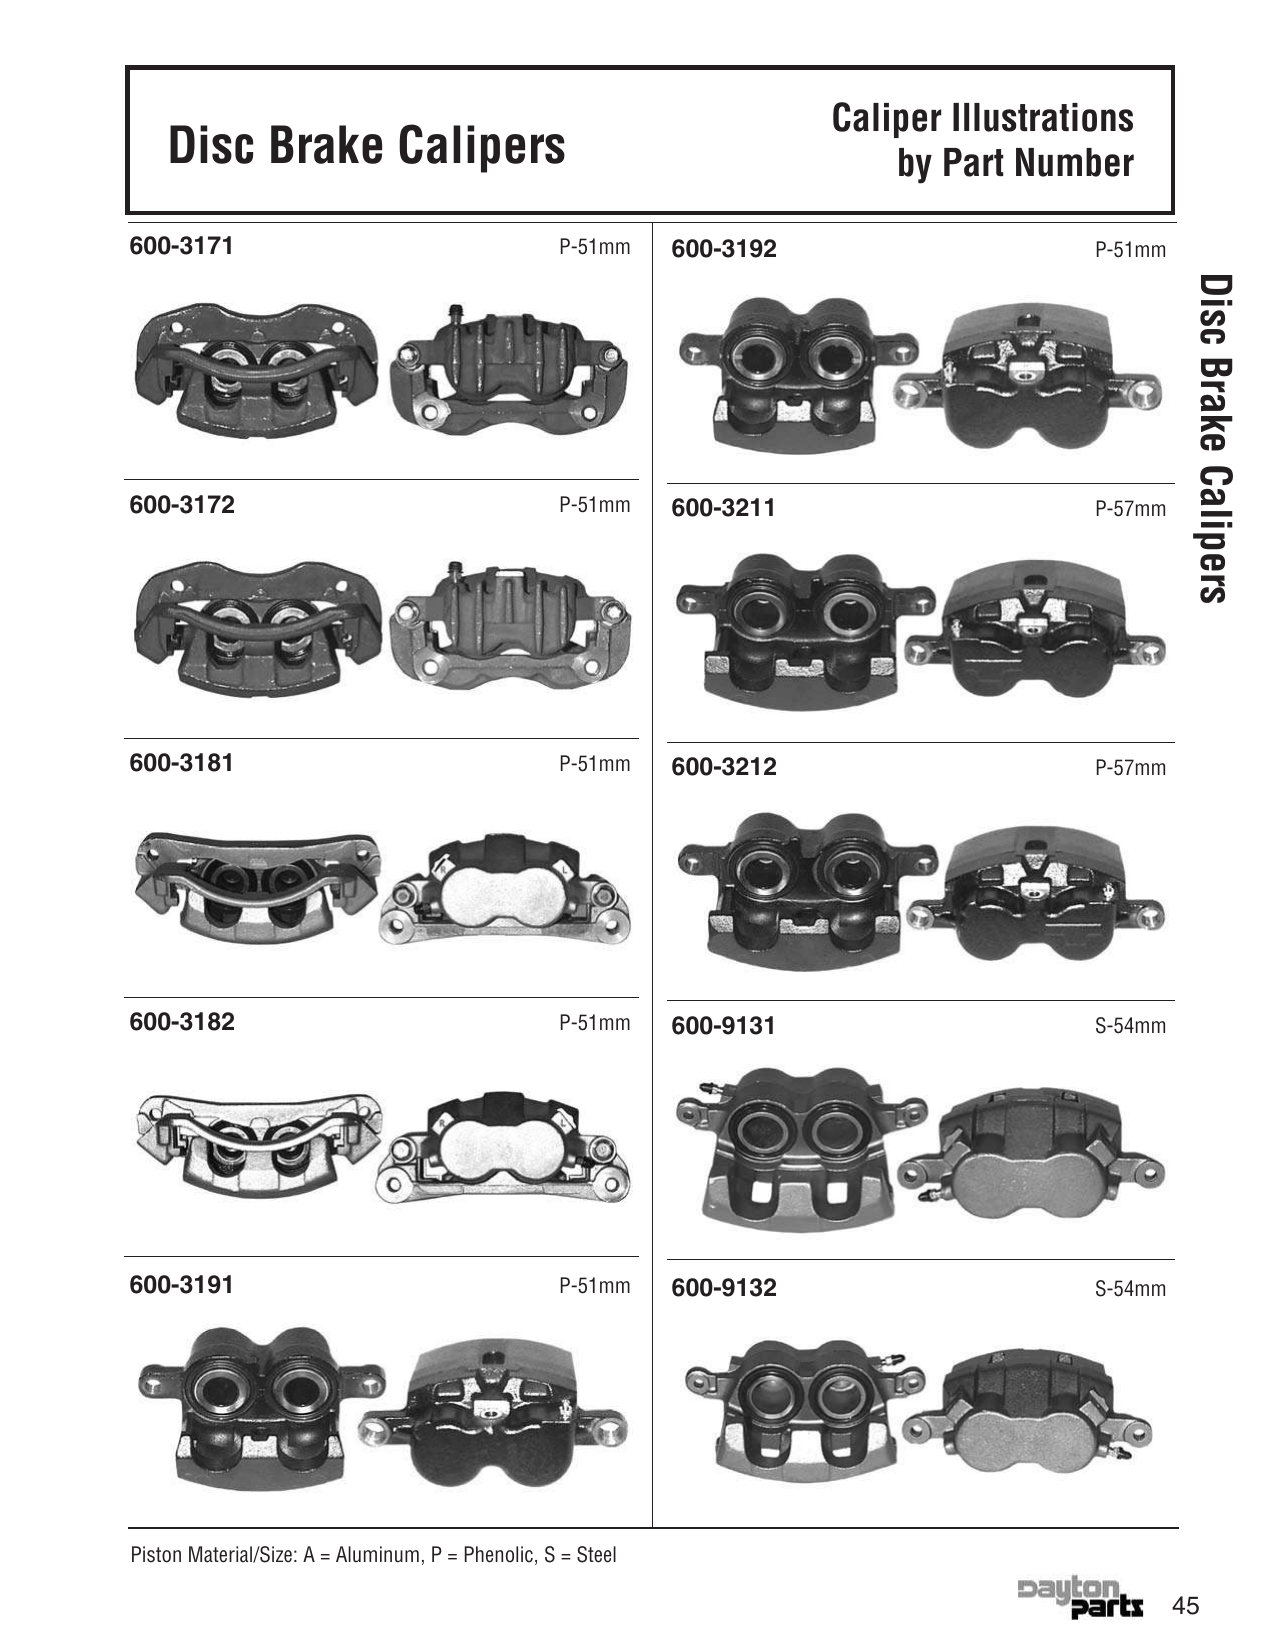 Disc Brake Calipers
Caliper Illustrations
by Part Number
600-3171 P-51mm
600-3172 P-51mm
600-3181 P-51mm
R L
600-3182 P-51mm
R L
600-3191 P-51mm
600-3192 P-51mm
600-3211 P-57mm
600-3212 P-57mm
600-9131 S-54mm
600-9132 S-54mm
Disc Brake Calipers
Piston Material/Size: A = Aluminum, P = Phenolic, S = Steel
Dayton
parts
45